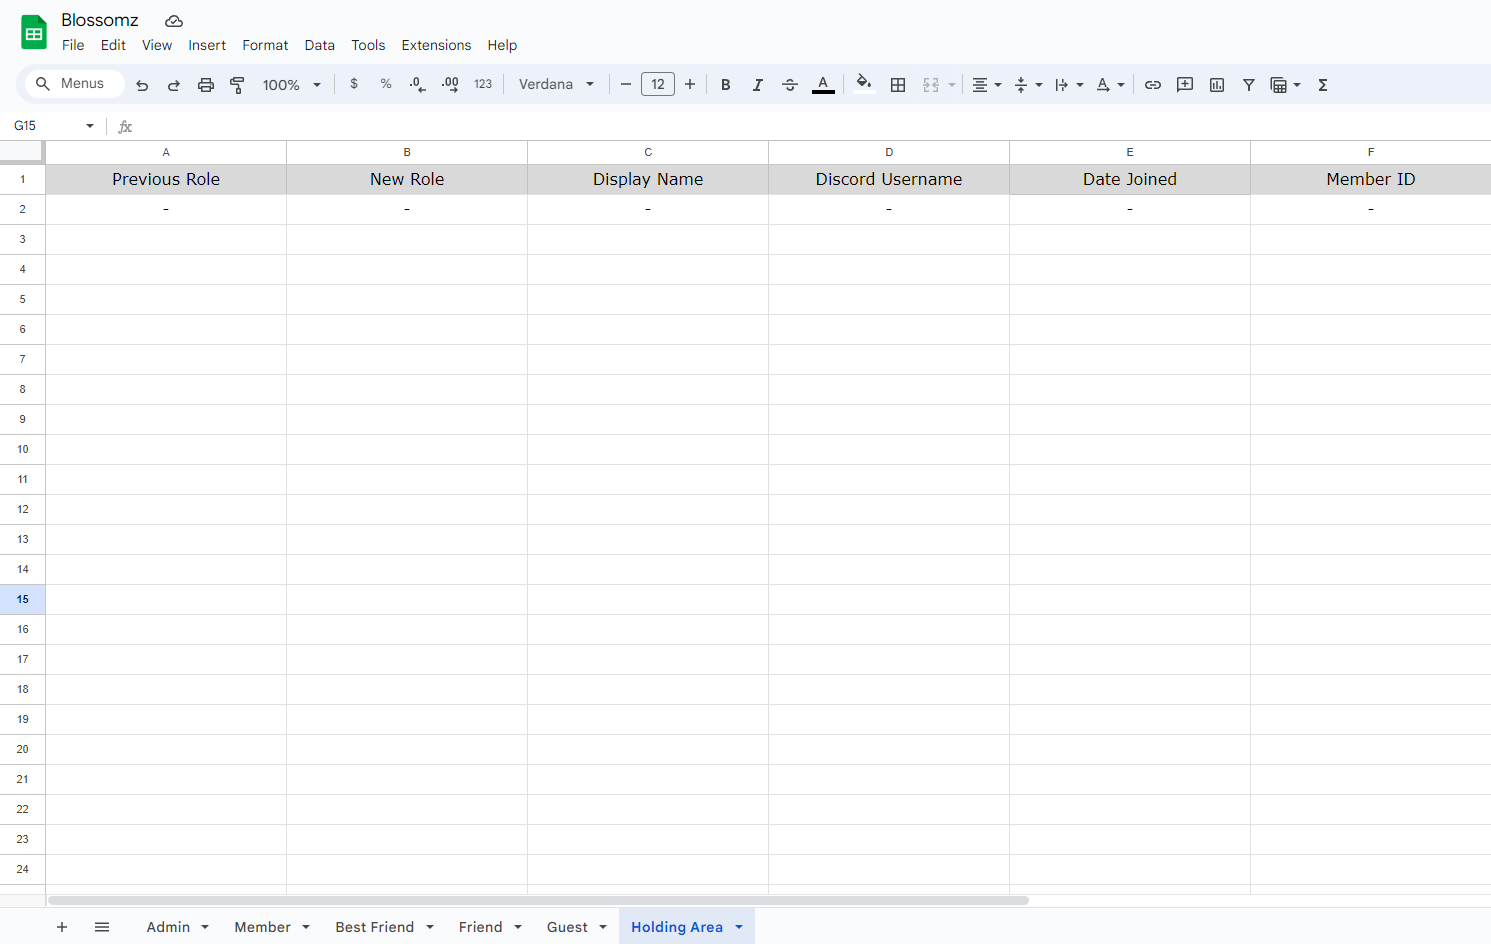 Blossomz
File Edit View Insert Format Data Tools Extensions Help
Menus 100% $ % .0 .00 123 Verdana 12 B I S A A Σ
G15 fx
A B C D E F
1 Previous Role New Role Display Name Discord Username Date Joined Member ID
2 - - - - - -
3
4
5
6
7
8
9
10
11
12
13
14
15
16
17
18
19
20
21
22
23
24
+ Admin Member Best Friend Friend Guest Holding Area